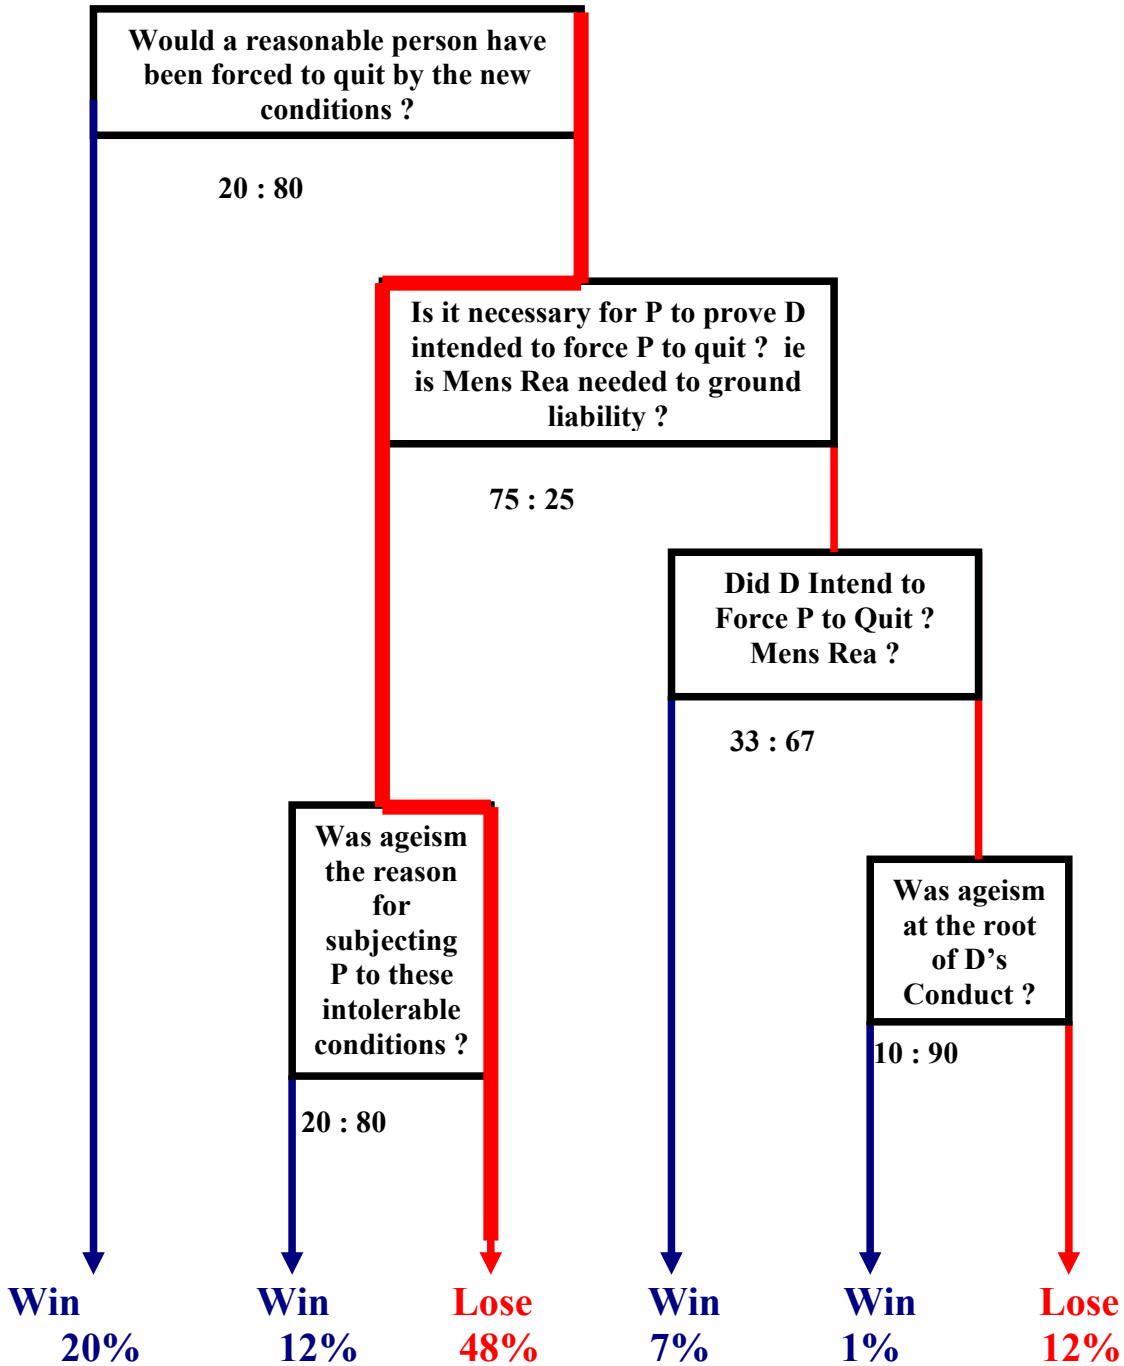 Would a reasonable person have
been forced to quit by the new
conditions ?
20 : 80
Is it necessary for P to prove D
intended to force P to quit ?  ie
is Mens Rea needed to ground
liability ?
75 : 25
Did D Intend to
Force P to Quit ?
Mens Rea ?
33 : 67
Was ageism
the reason
for
subjecting
P to these
intolerable
conditions ?
20 : 80
Was ageism
at the root
of D’s
Conduct ?
10 : 90
Win
20%
Win
12%
Lose
48%
Win
7%
Win
1%
Lose
12%